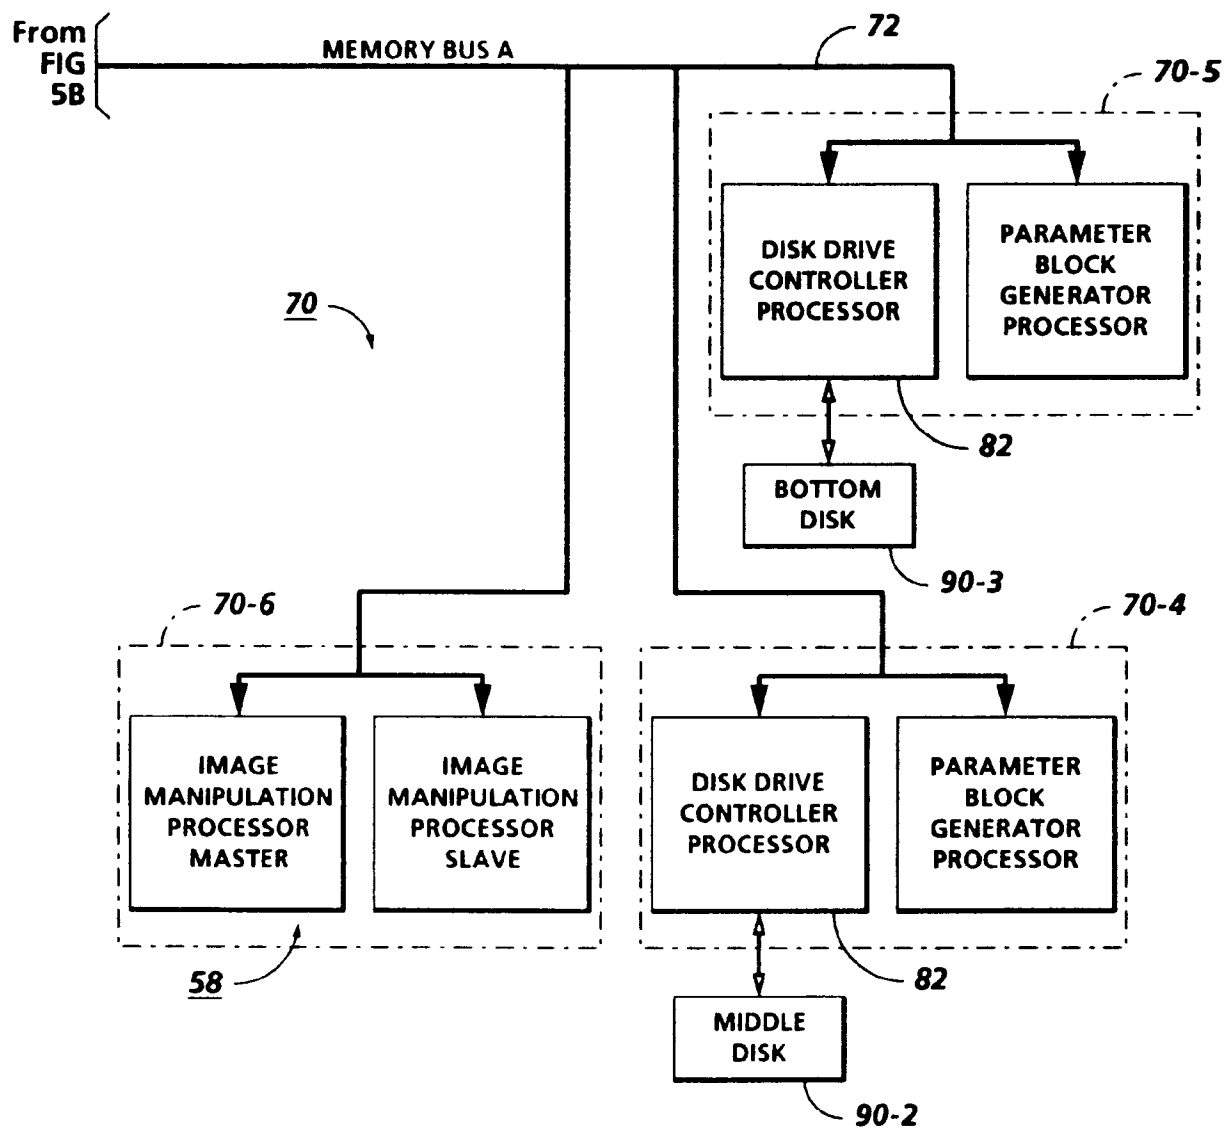 From
FIG
5B
MEMORY BUS A
72
70-5
DISK DRIVE
CONTROLLER
PROCESSOR
PARAMETER
BLOCK
GENERATOR
PROCESSOR
70
82
BOTTOM
DISK
90-3
70-6
70-4
IMAGE
MANIPULATION
PROCESSOR
MASTER
IMAGE
MANIPULATION
PROCESSOR
SLAVE
DISK DRIVE
CONTROLLER
PROCESSOR
PARAMETER
BLOCK
GENERATOR
PROCESSOR
58
82
MIDDLE
DISK
90-2